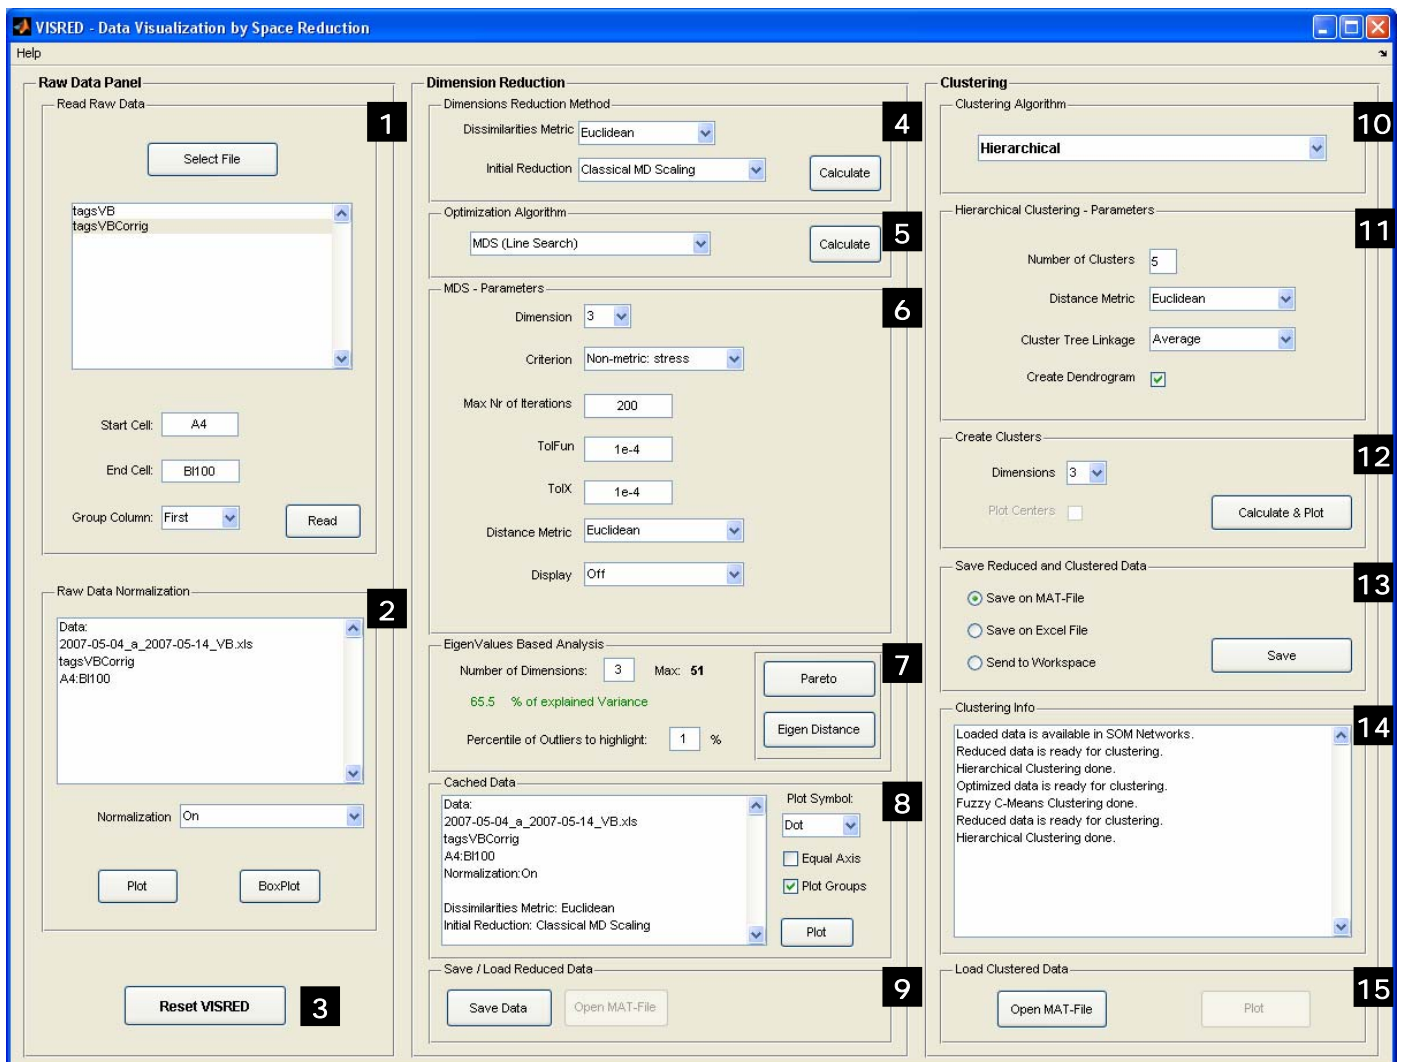 VISRED - Data Visualization by Space Reduction
Help
Raw Data Panel
Read Raw Data
1
Select File
tagsVB
tagsVBCorrig
Start Cell: A4
End Cell: BI100
Group Column: First
Read
Raw Data Normalization
2
Data:
2007-05-04_a_2007-05-14_VB.xls
tagsVBCorrig
A4:BI100
Normalization On
Plot BoxPlot
Reset VISRED 3
Dimension Reduction
Dimensions Reduction Method
4
Dissimilarities Metric Euclidean
Initial Reduction Classical MD Scaling Calculate
Optimization Algorithm
5
MDS (Line Search) Calculate
MDS - Parameters
6
Dimension 3
Criterion Non-metric: stress
Max Nr of Iterations 200
TolFun 1e-4
TolX 1e-4
Distance Metric Euclidean
Display Off
EigenValues Based Analysis
7
Number of Dimensions: 3 Max: 51
Pareto
65.5 % of explained Variance
Eigen Distance
Percentile of Outliers to highlight: 1 %
Cached Data
8
Data:
2007-05-04_a_2007-05-14_VB.xls
tagsVBCorrig
A4:BI100
Normalization:On
Dissimilarities Metric: Euclidean
Initial Reduction: Classical MD Scaling
Plot Symbol:
Dot
Equal Axis
Plot Groups
Plot
Save / Load Reduced Data
9
Save Data Open MAT-File
Clustering
Clustering Algorithm
10
Hierarchical
Hierarchical Clustering - Parameters
11
Number of Clusters 5
Distance Metric Euclidean
Cluster Tree Linkage Average
Create Dendrogram
Create Clusters
12
Dimensions 3
Plot Centers
Calculate & Plot
Save Reduced and Clustered Data
13
Save on MAT-File
Save on Excel File
Send to Workspace
Save
Clustering Info
14
Loaded data is available in SOM Networks.
Reduced data is ready for clustering.
Hierarchical Clustering done.
Optimized data is ready for clustering.
Fuzzy C-Means Clustering done.
Reduced data is ready for clustering.
Hierarchical Clustering done.
Load Clustered Data
15
Open MAT-File Plot